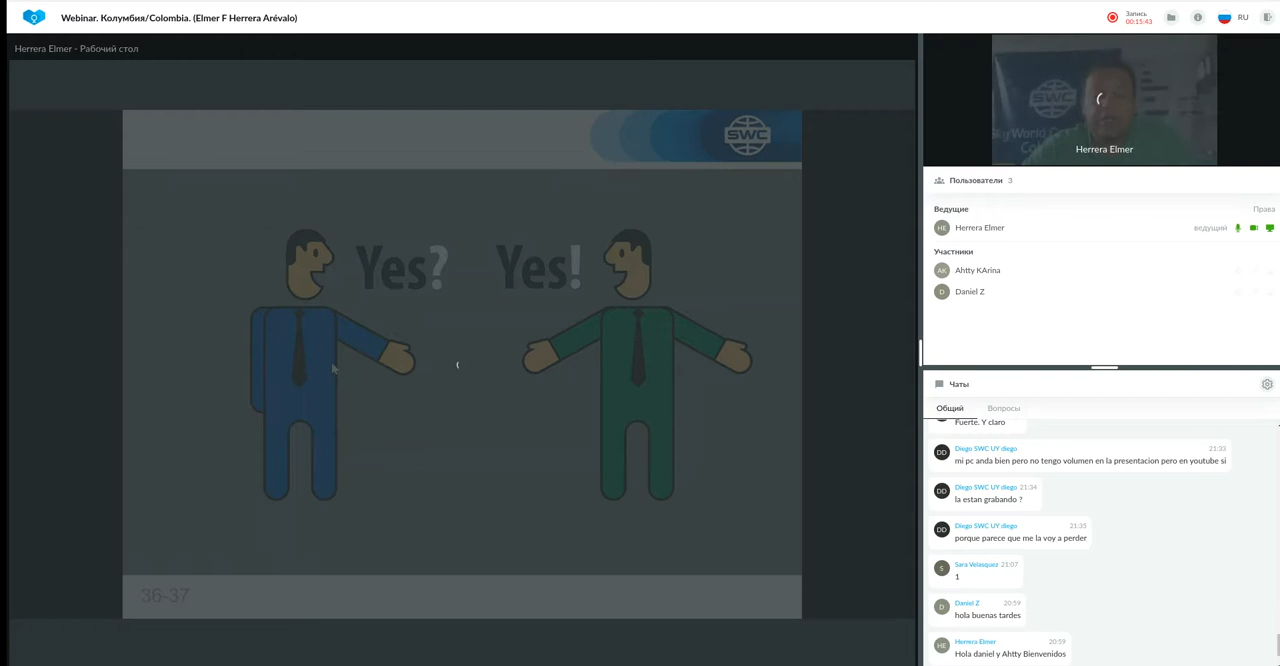 Webinar. Колумбия/Colombia. (Elmer F Herrera Arévalo)
Запись
00:15:43
RU
Herrera Elmer - Рабочий стол
SWC
Yes? Yes!
36-37
SWC
Herrera Elmer
Пользователи 3
Ведущие Права
HE Herrera Elmer ведущий
Участники
AK Ahtty KArina
D Daniel Z
Чаты
Общий Вопросы
Fuerte. Y claro
DD Diego SWC UY diego 21:33
mi pc anda bien pero no tengo volumen en la presentacion pero en youtube si
DD Diego SWC UY diego 21:34
la estan grabando ?
DD Diego SWC UY diego 21:35
porque parece que me la voy a perder
S Sara Velasquez 21:07
1
D Daniel Z 20:59
hola buenas tardes
HE Herrera Elmer 20:59
Hola daniel y Ahtty Bienvenidos